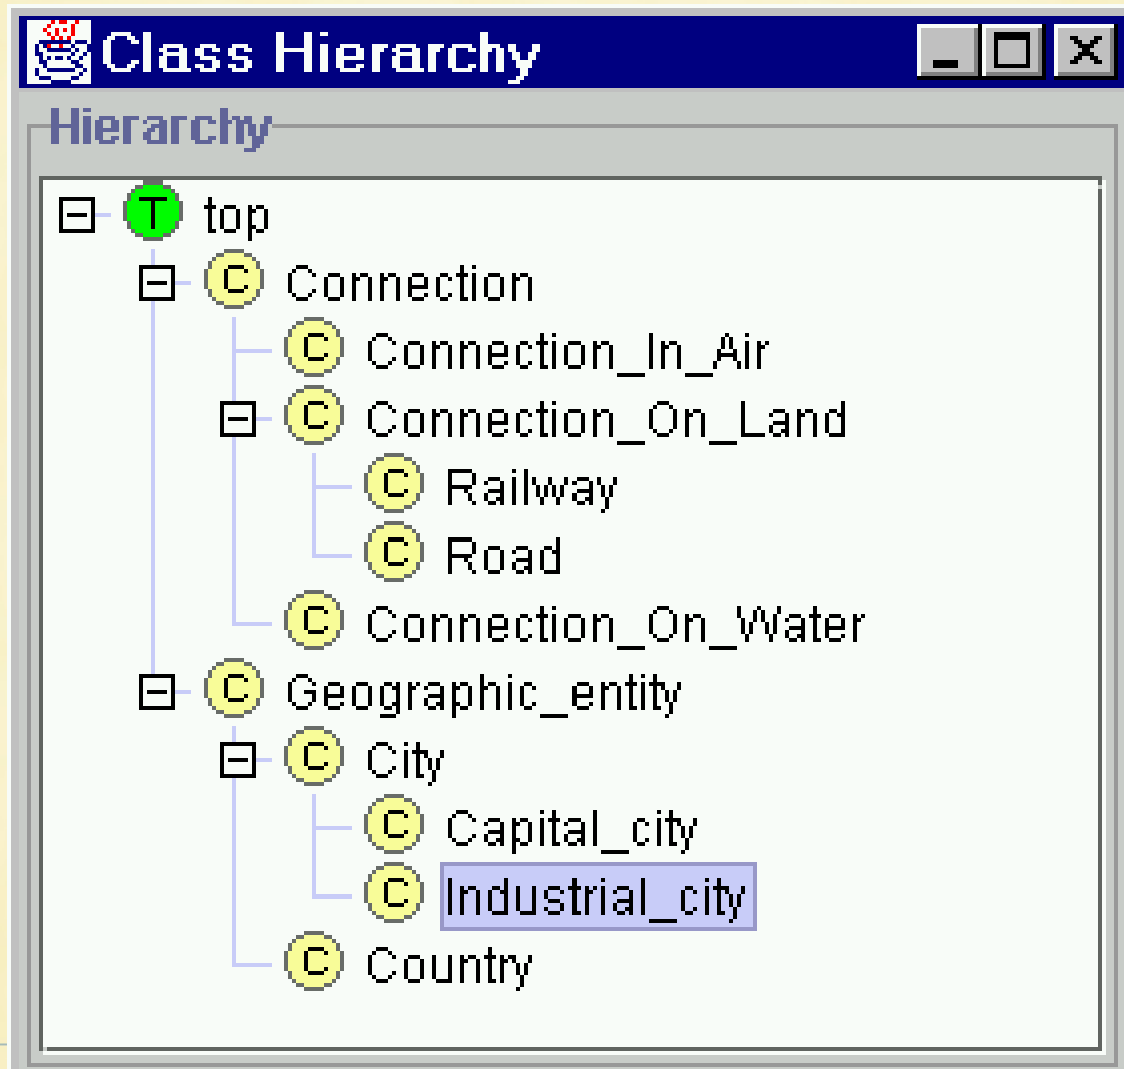 Class Hierarchy
Hierarchy
T top
C Connection
C Connection_In_Air
C Connection_On_Land
C Railway
C Road
C Connection_On_Water
C Geographic_entity
C City
C Capital_city
C Industrial_city
C Country